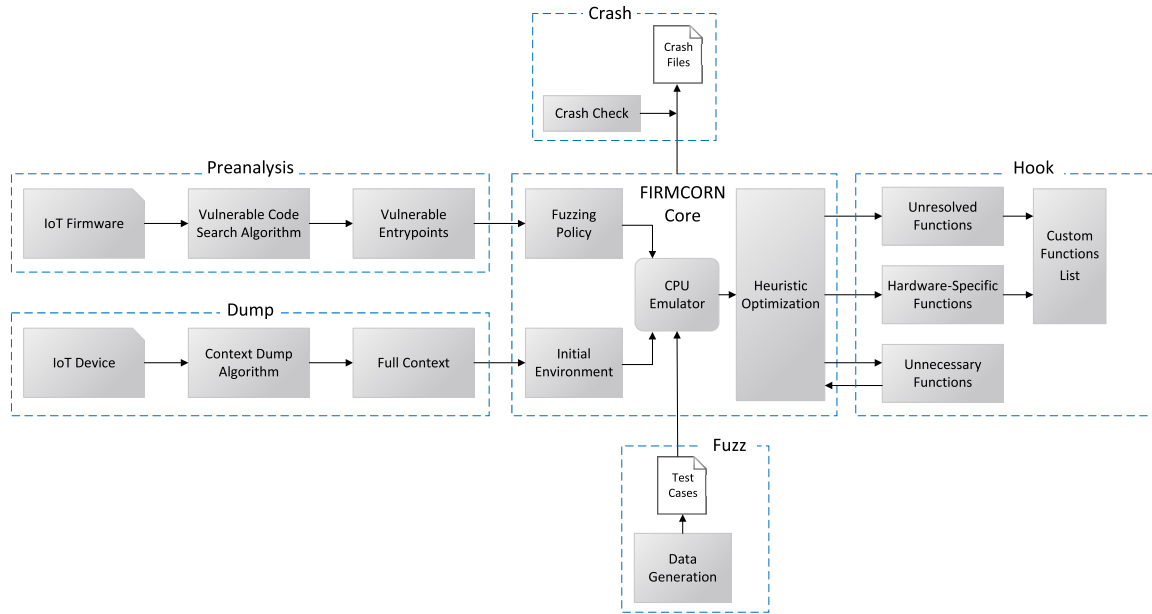 Crash
Crash
Files
Crash Check
Preanalysis
IoT Firmware
Vulnerable Code
Search Algorithm
Vulnerable
Entrypoints
Dump
IoT Device
Context Dump
Algorithm
Full Context
FIRMCORN
Core
Fuzzing
Policy
CPU
Emulator
Initial
Environment
Heuristic
Optimization
Hook
Unresolved
Functions
Hardware-Specific
Functions
Unnecessary
Functions
Custom
Functions
List
Fuzz
Test
Cases
Data
Generation